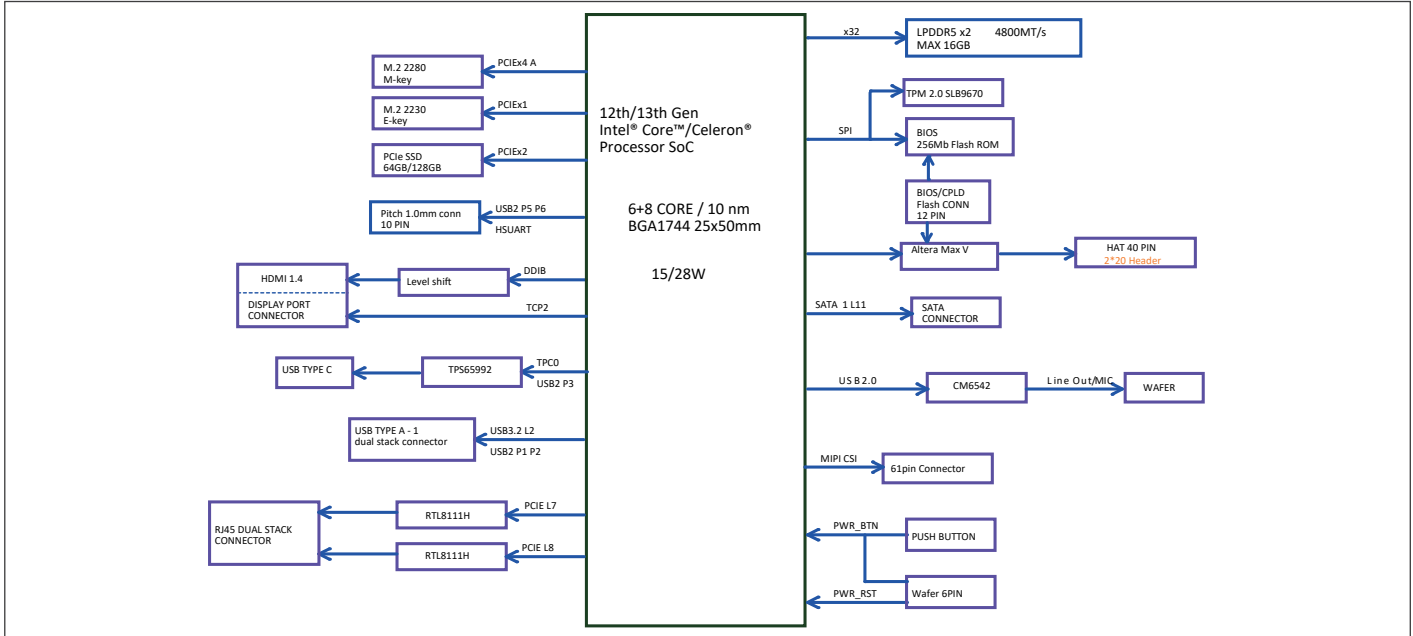 M.2 2280
M-key
PCIEx4 A
M.2 2230
E-key
PCIEx1
PCIe SSD
64GB/128GB
PCIEx2
Pitch 1.0mm conn
10 PIN
USB2 P5 P6
HSUART
HDMI 1.4
DISPLAY PORT
CONNECTOR
Level shift
DDIB
TCP2
USB TYPE C
TPS65992
TPC0
USB2 P3
USB TYPE A - 1
dual stack connector
USB3.2 L2
USB2 P1 P2
RJ45 DUAL STACK
CONNECTOR
RTL8111H
PCIE L7
RTL8111H
PCIE L8
12th/13th Gen
Intel® Core™/Celeron®
Processor SoC
6+8 CORE / 10 nm
BGA1744 25x50mm
15/28W
x32
LPDDR5 x2 4800MT/s
MAX 16GB
TPM 2.0 SLB9670
SPI
BIOS
256Mb Flash ROM
BIOS/CPLD
Flash CONN
12 PIN
Altera Max V
HAT 40 PIN
2*20 Header
SATA 1 L11
SATA
CONNECTOR
USB2.0
CM6542
Line Out/MIC
WAFER
MIPI CSI
61pin Connector
PWR_BTN
PUSH BUTTON
PWR_RST
Wafer 6PIN